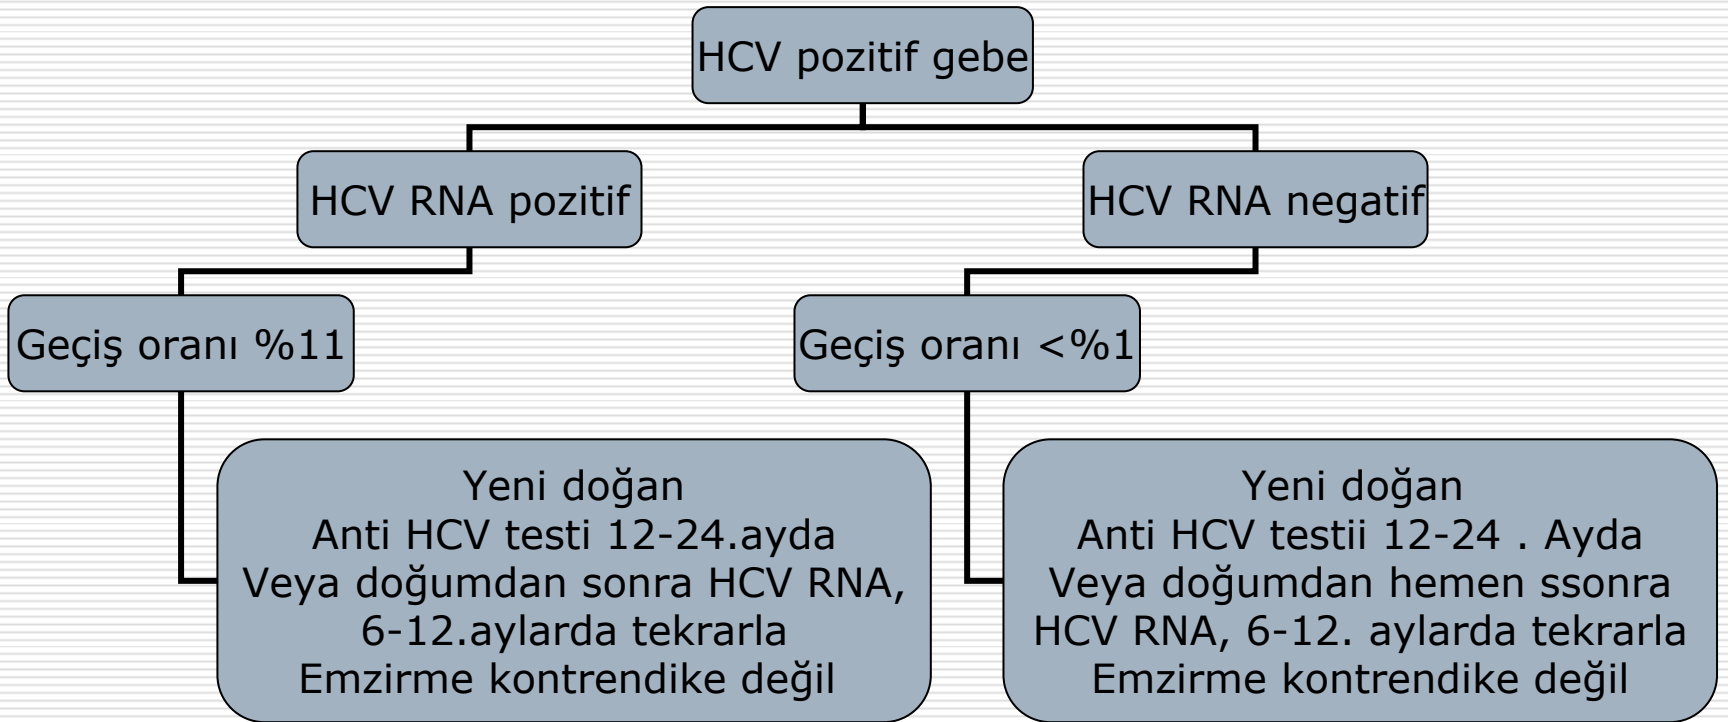 HCV pozitif gebe
HCV RNA pozitif
HCV RNA negatif
Geçiş oranı %11
Geçiş oranı <%1
Yeni doğan
Anti HCV testi 12-24.ayda
Veya doğumdan sonra HCV RNA,
6-12.aylarda tekrarla
Emzirme kontrendike değil
Yeni doğan
Anti HCV testii 12-24 . Ayda
Veya doğumdan hemen ssonra
HCV RNA, 6-12. aylarda tekrarla
Emzirme kontrendike değil